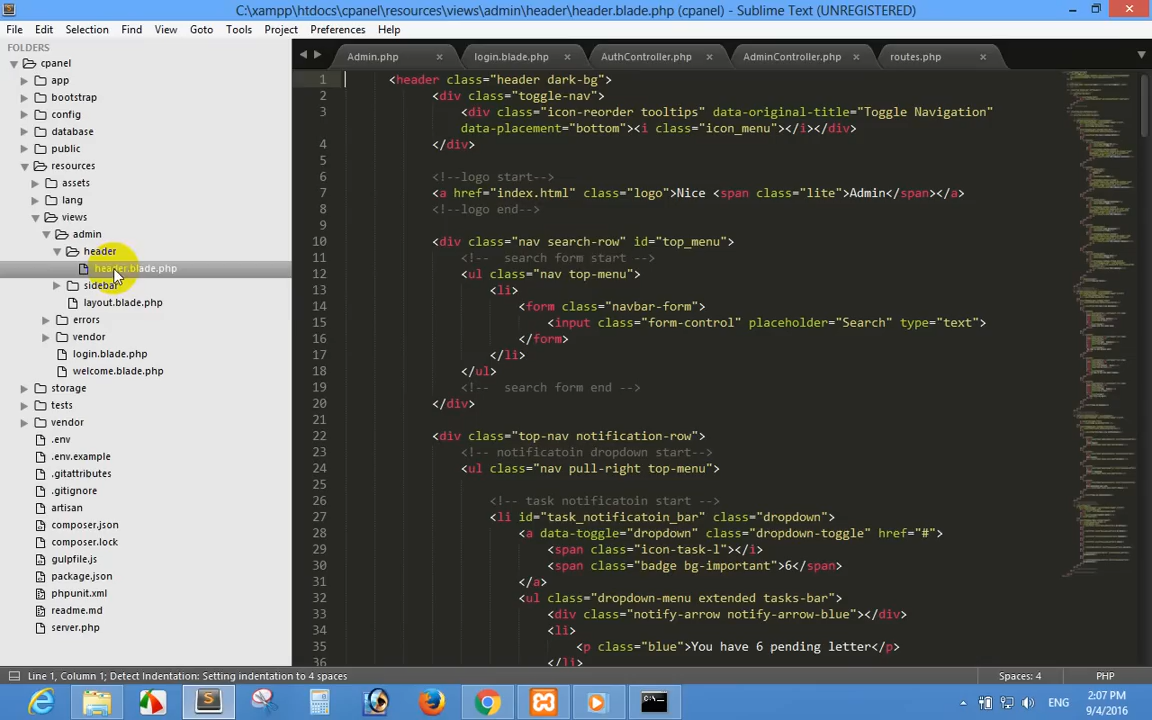 C:\xampp\htdocs\cpanel\resources\views\admin\header\header.blade.php (cpanel) - Sublime Text (UNREGISTERED)
File Edit Selection Find View Goto Tools Project Preferences Help
FOLDERS
cpanel
app
bootstrap
config
database
public
resources
assets
lang
views
admin
header
header.blade.php
sidebar
layout.blade.php
errors
vendor
login.blade.php
welcome.blade.php
storage
tests
vendor
.env
.env.example
.gitattributes
.gitignore
artisan
composer.json
composer.lock
gulpfile.js
package.json
phpunit.xml
readme.md
server.php
Admin.php login.blade.php AuthController.php AdminController.php routes.php
1 <header class="header dark-bg">
2 <div class="toggle-nav">
3 <div class="icon-reorder tooltips" data-original-title="Toggle Navigation"
data-placement="bottom"><i class="icon_menu"></i></div>
4 </div>
5
6 <!--logo start-->
7 <a href="index.html" class="logo">Nice <span class="lite">Admin</span></a>
8 <!--logo end-->
9
10 <div class="nav search-row" id="top_menu">
11 <!--  search form start -->
12 <ul class="nav top-menu">
13 <li>
14 <form class="navbar-form">
15 <input class="form-control" placeholder="Search" type="text">
16 </form>
17 </li>
18 </ul>
19 <!--  search form end -->
20 </div>
21
22 <div class="top-nav notification-row">
23 <!-- notificatoin dropdown start-->
24 <ul class="nav pull-right top-menu">
25
26 <!-- task notificatoin start -->
27 <li id="task_notificatoin_bar" class="dropdown">
28 <a data-toggle="dropdown" class="dropdown-toggle" href="#">
29 <span class="icon-task-l"></i>
30 <span class="badge bg-important">6</span>
31 </a>
32 <ul class="dropdown-menu extended tasks-bar">
33 <div class="notify-arrow notify-arrow-blue"></div>
34 <li>
35 <p class="blue">You have 6 pending letter</p>
36 </li>
Line 1, Column 1; Detect Indentation: Setting indentation to 4 spaces Spaces: 4 PHP
ENG 2:07 PM
9/4/2016